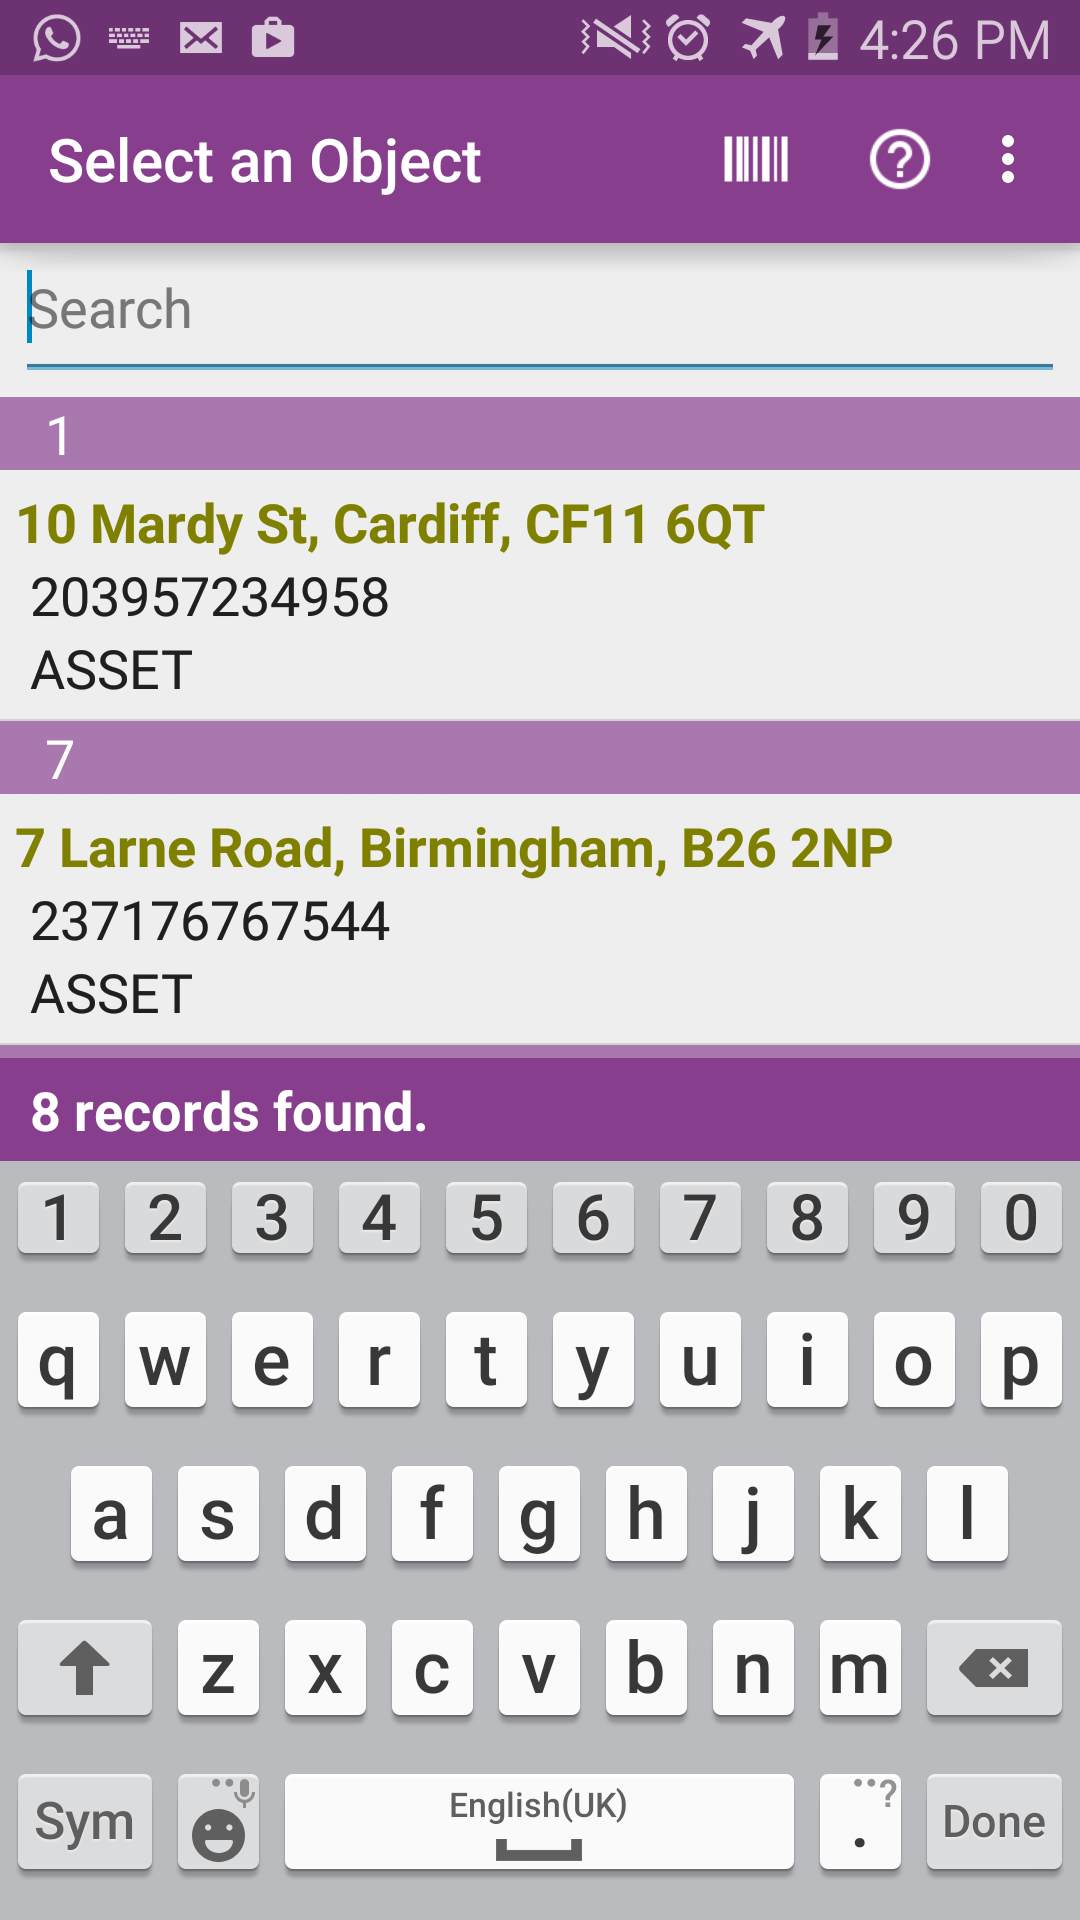 4:26 PM
Select an Object
Search
1
10 Mardy St, Cardiff, CF11 6QT
203957234958
ASSET
7
7 Larne Road, Birmingham, B26 2NP
237176767544
ASSET
8 records found.
1 2 3 4 5 6 7 8 9 0
q w e r t y u i o p
a s d f g h j k l
z x c v b n m
Sym English(UK) . ? Done